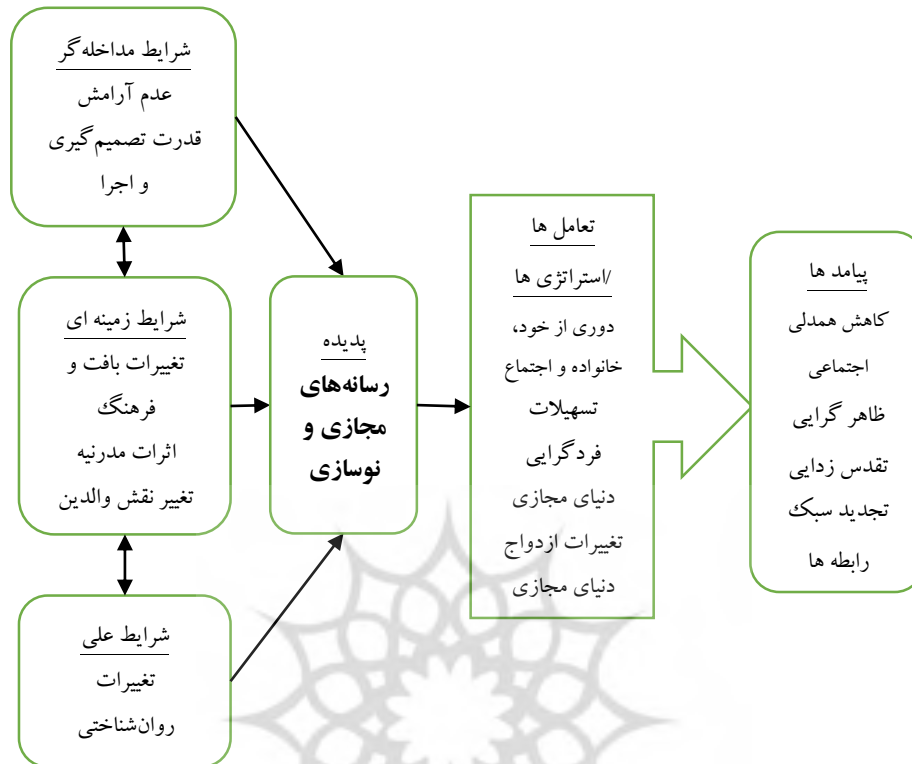 شرایط مداخله‌گر
عدم آرامش
قدرت تصمیم‌گیری
و اجرا
شرایط زمینه ای
تغییرات بافت و
فرهنگ
اثرات مدرنیه
تغییر نقش والدین
شرایط علی
تغییرات
روان‌شناختی
پدیده
رسانه‌های
مجازی و
نوسازی
تعامل ها
/استراتژی ها
دوری از خود،
خانواده و اجتماع
تسهیلات
فردگرایی
دنیای مجازی
تغییرات ازدواج
دنیای مجازی
پیامد ها
کاهش همدلی
اجتماعی
ظاهر گرایی
تقدس زدایی
تجدید سبک
رابطه ها